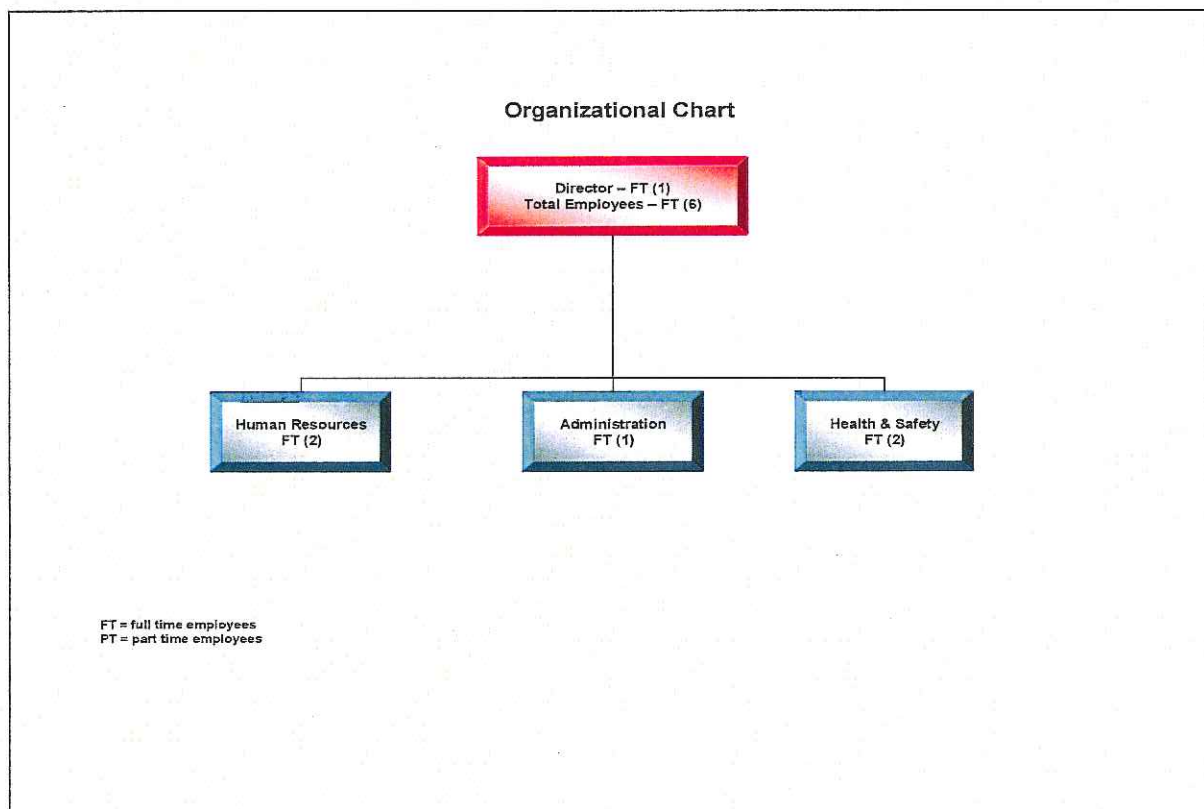 Organizational Chart
Director – FT (1)
Total Employees – FT (6)
Human Resources
FT (2)
Administration
FT (1)
Health & Safety
FT (2)
FT = full time employees
PT = part time employees